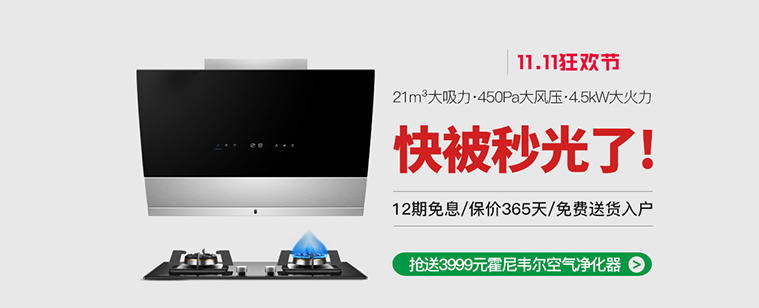 11.11狂欢节
21m³大吸力·450Pa大风压·4.5kW大火力
快被秒光了!
12期免息/保价365天/免费送货入户
抢送3999元霍尼韦尔空气净化器 >